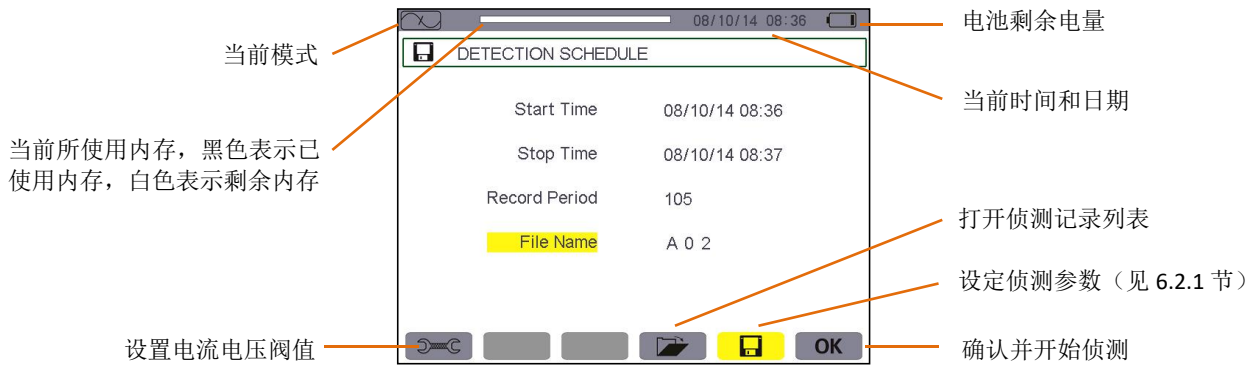 08/10/14 08:36
电池剩余电量
当前模式
DETECTION SCHEDULE
当前时间和日期
Start Time 08/10/14 08:36
当前所使用内存，黑色表示已
使用内存，白色表示剩余内存
Stop Time 08/10/14 08:37
Record Period 105
打开侦测记录列表
File Name A 0 2
设定侦测参数（见 6.2.1 节）
设置电流电压阀值
OK
确认并开始侦测